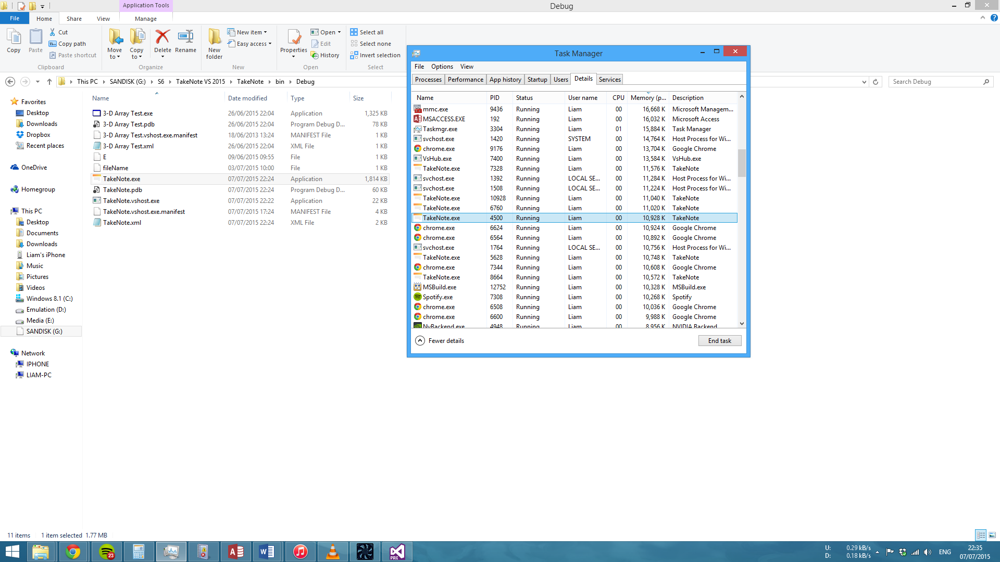 Application Tools
Debug
File Home Share View Manage
Copy
Paste
Cut
Copy path
Paste shortcut
Clipboard
Move to
Copy to
Delete
Rename
Organize
New folder
New item
Easy access
New
Properties
Open
Edit
History
Open
Select all
Select none
Invert selection
Select
This PC SANDISK (G:) S6 TakeNote VS 2015 TakeNote bin Debug
Search Debug
Favorites
Desktop
Downloads
Dropbox
Recent places
OneDrive
Homegroup
This PC
Desktop
Documents
Downloads
Liam's iPhone
Music
Pictures
Videos
Windows 8.1 (C:)
Emulation (D:)
Media (E:)
SANDISK (G:)
Network
IPHONE
LIAM-PC
Name Date modified Type Size
3-D Array Test.exe 26/06/2015 22:04 Application 1,325 KB
3-D Array Test.pdb 26/06/2015 22:04 Program Debug D... 78 KB
3-D Array Test.vshost.exe.manifest 18/06/2013 13:24 MANIFEST File 1 KB
3-D Array Test.xml 26/06/2015 22:04 XML File 1 KB
E 09/06/2015 09:55 File 1 KB
fileName 03/07/2015 10:00 File 1 KB
TakeNote.exe 07/07/2015 22:24 Application 1,814 KB
TakeNote.pdb 07/07/2015 22:24 Program Debug D... 60 KB
TakeNote.vshost.exe 07/07/2015 22:22 Application 22 KB
TakeNote.vshost.exe.manifest 07/07/2015 17:24 MANIFEST File 4 KB
TakeNote.xml 07/07/2015 22:24 XML File 2 KB
Task Manager
File Options View
Processes Performance App history Startup Users Details Services
Name PID Status User name CPU Memory (p... Description
mmc.exe 9436 Running Liam 00 16,668 K Microsoft Managem...
MSACCESS.EXE 192 Running Liam 00 16,032 K Microsoft Access
Taskmgr.exe 3304 Running Liam 01 15,884 K Task Manager
svchost.exe 1420 Running SYSTEM 00 14,764 K Host Process for Wi...
chrome.exe 9176 Running Liam 00 13,704 K Google Chrome
VsHub.exe 7400 Running Liam 00 13,584 K VsHub.exe
TakeNote.exe 7328 Running Liam 00 11,576 K TakeNote
svchost.exe 1392 Running LOCAL SE... 00 11,284 K Host Process for Wi...
svchost.exe 1508 Running LOCAL SE... 00 11,224 K Host Process for Wi...
TakeNote.exe 10928 Running Liam 00 11,040 K TakeNote
TakeNote.exe 6760 Running Liam 00 11,020 K TakeNote
TakeNote.exe 4500 Running Liam 00 10,928 K TakeNote
chrome.exe 6624 Running Liam 00 10,924 K Google Chrome
chrome.exe 6564 Running Liam 00 10,892 K Google Chrome
svchost.exe 1764 Running LOCAL SE... 00 10,756 K Host Process for Wi...
TakeNote.exe 5628 Running Liam 00 10,748 K TakeNote
chrome.exe 7344 Running Liam 00 10,608 K Google Chrome
TakeNote.exe 8664 Running Liam 00 10,572 K TakeNote
MSBuild.exe 12752 Running Liam 00 10,328 K MSBuild.exe
Spotify.exe 7308 Running Liam 00 10,268 K Spotify
chrome.exe 6508 Running Liam 00 10,036 K Google Chrome
chrome.exe 6600 Running Liam 00 9,988 K Google Chrome
NvBackend.exe 4948 Running Liam 00 8,956 K NVIDIA Backend
Fewer details
End task
11 items 1 item selected 1.77 MB
23
PRE
U: 0.29 kB/s
D: 0.18 kB/s
ENG
22:35
07/07/2015